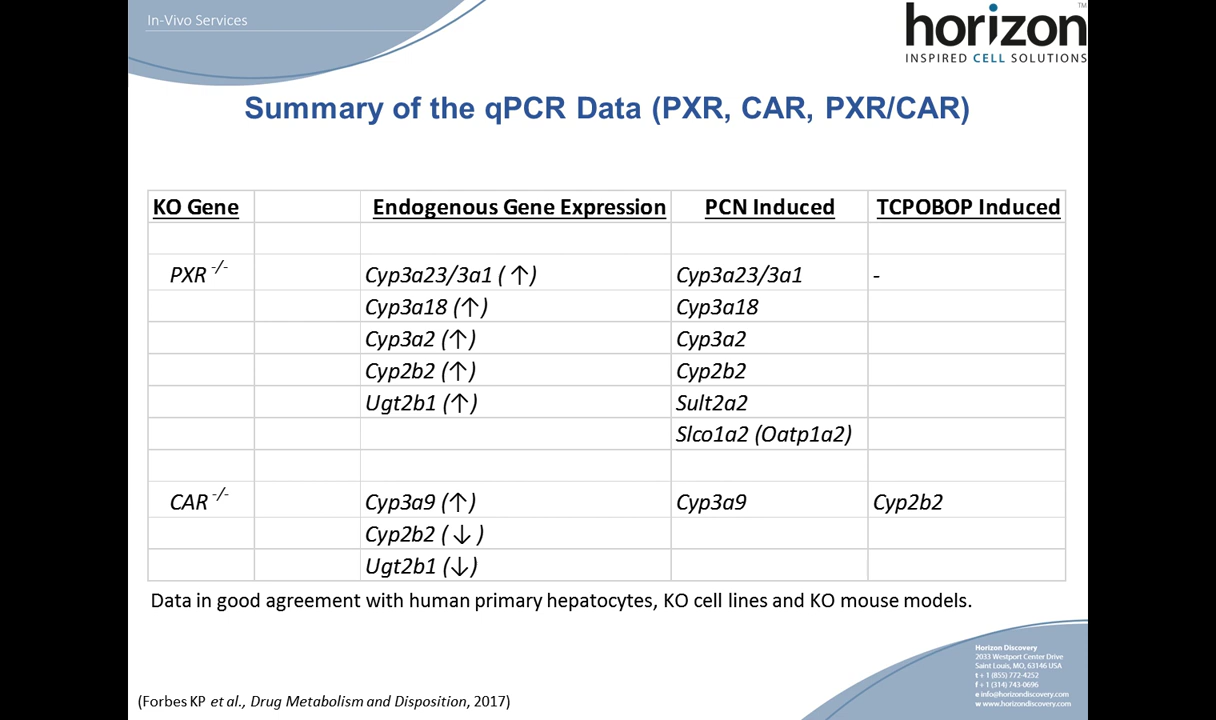 In-Vivo Services
horizon™
INSPIRED CELL SOLUTIONS
Summary of the qPCR Data (PXR, CAR, PXR/CAR)
KO Gene Endogenous Gene Expression PCN Induced TCPOBOP Induced
PXR -/- Cyp3a23/3a1 ( ↑) Cyp3a23/3a1 -
Cyp3a18 (↑) Cyp3a18
Cyp3a2 (↑) Cyp3a2
Cyp2b2 (↑) Cyp2b2
Ugt2b1 (↑) Sult2a2
Slco1a2 (Oatp1a2)
CAR -/- Cyp3a9 (↑) Cyp3a9 Cyp2b2
Cyp2b2 ( ↓ )
Ugt2b1 (↓)
Data in good agreement with human primary hepatocytes, KO cell lines and KO mouse models.
Horizon Discovery
2033 Westport Center Drive
Saint Louis, MO, 63146 USA
t + 1 (855) 772-4252
f + 1 (314) 743-0696
e info@horizondiscovery.com
w www.horizondiscovery.com
(Forbes KP et al., Drug Metabolism and Disposition, 2017)